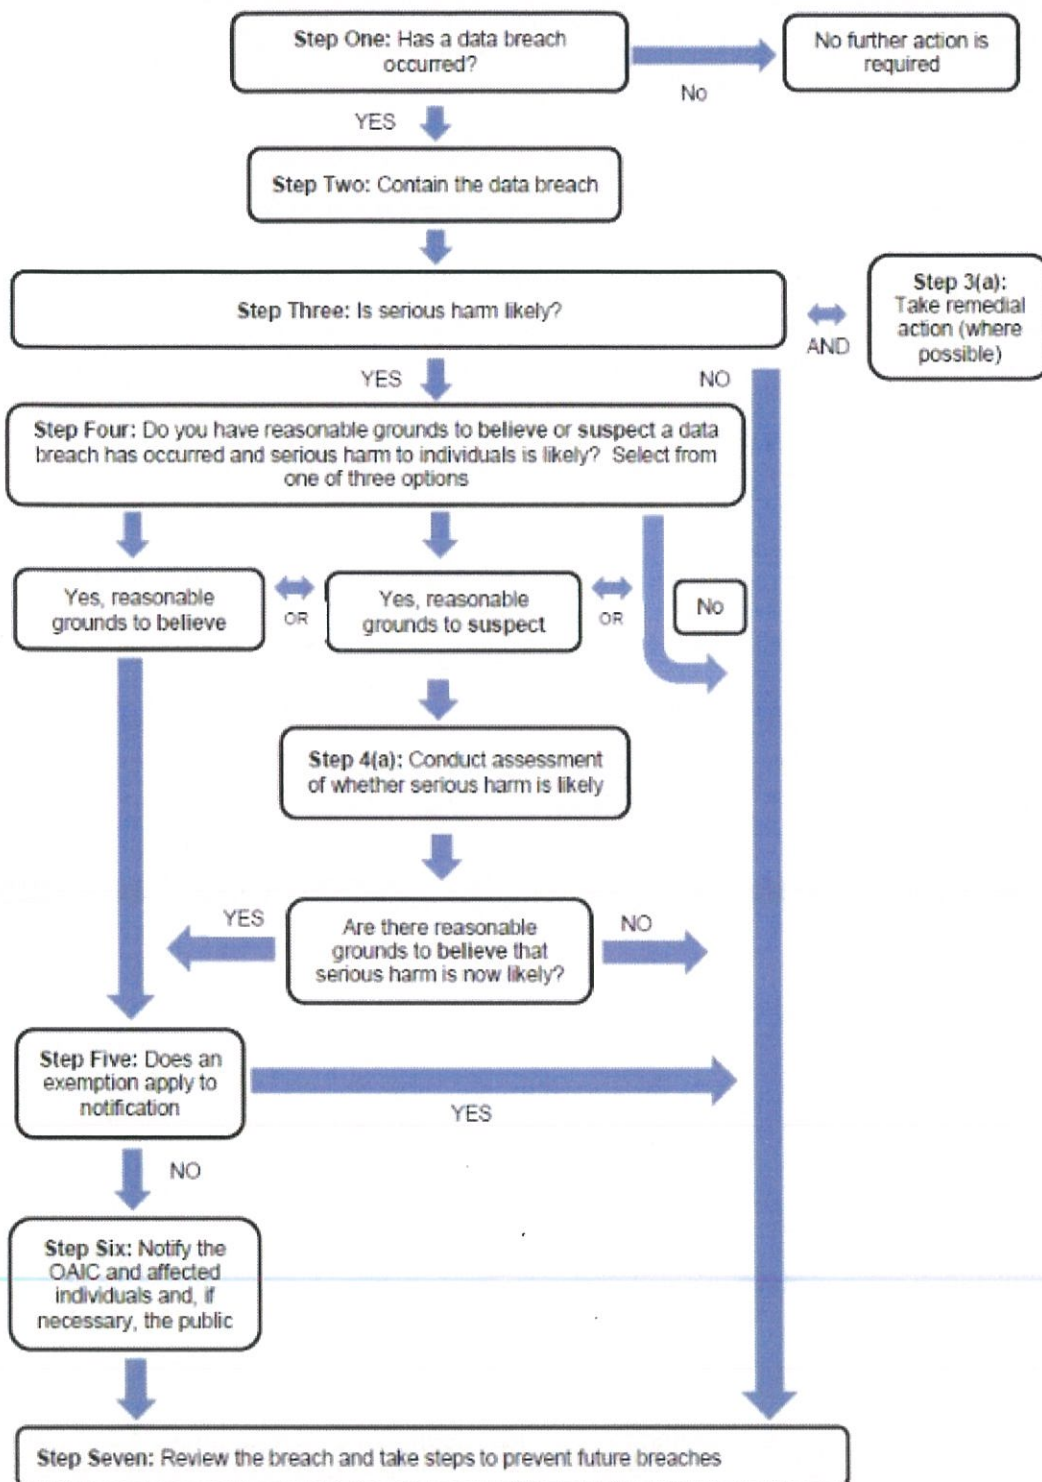 Step One: Has a data breach
occurred?
No further action is
required
No
YES
Step Two: Contain the data breach
Step Three: Is serious harm likely?
Step 3(a):
Take remedial
action (where
possible)
AND
YES
NO
Step Four: Do you have reasonable grounds to believe or suspect a data
breach has occurred and serious harm to individuals is likely? Select from
one of three options
Yes, reasonable
grounds to believe
OR
Yes, reasonable
grounds to suspect
OR
No
Step 4(a): Conduct assessment
of whether serious harm is likely
YES
Are there reasonable
grounds to believe that
serious harm is now likely?
NO
Step Five: Does an
exemption apply to
notification
YES
NO
Step Six: Notify the
OAIC and affected
individuals and, if
necessary, the public
Step Seven: Review the breach and take steps to prevent future breaches